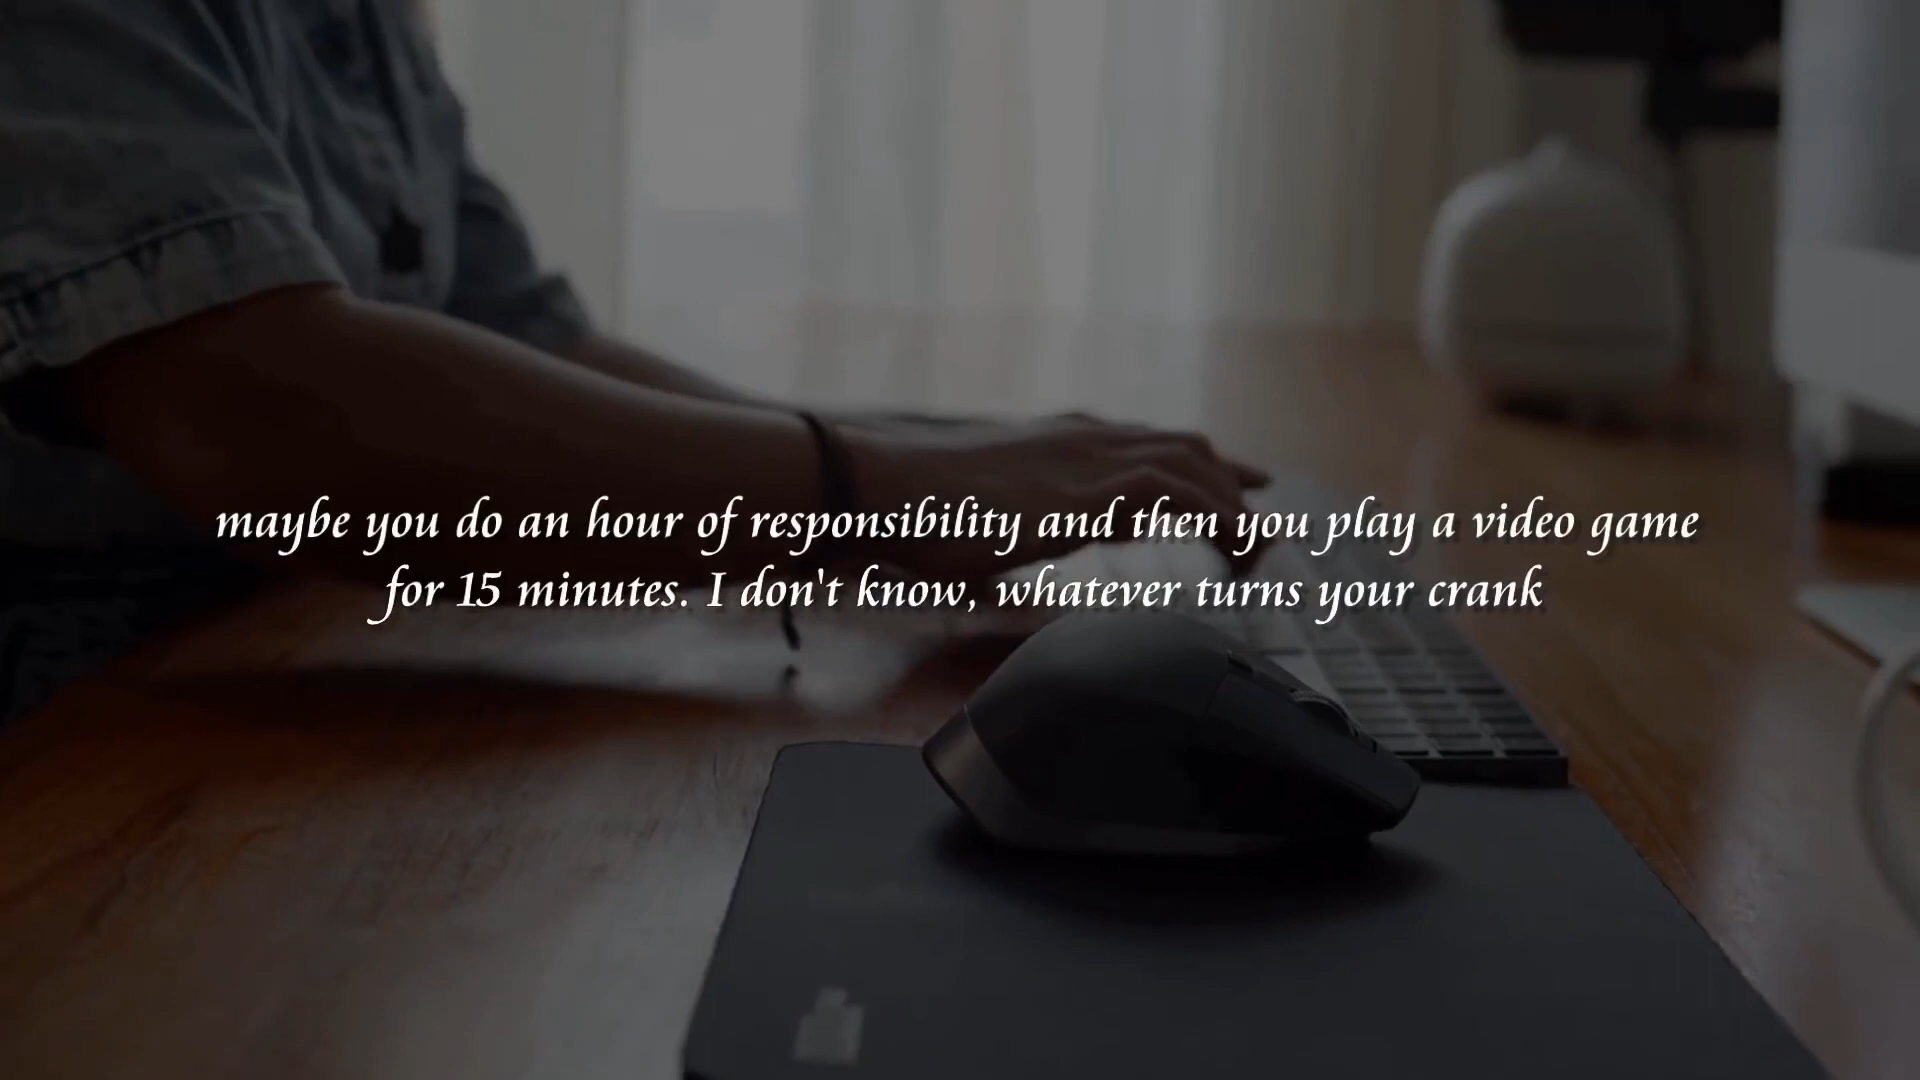 maybe you do an hour of responsibility and then you play a video game
for 15 minutes. I don't know, whatever turns your crank